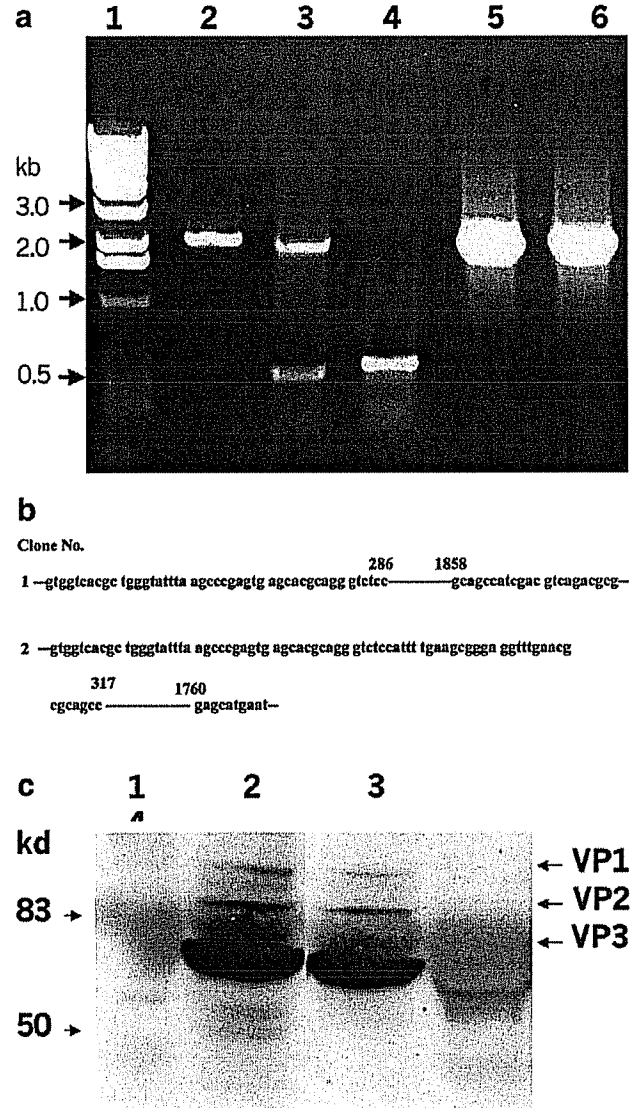 a 1 2 3 4 5 6
kb
3.0
2.0
1.0
0.5
b
Clone No.
286 1858
1 —gtggtcacgc tgggtattta agcccgagtg agcacgcagg gtctcc————gcagccatcgac gtcagacgcg—
2 —gtggtcacgc tgggtattta agcccgagtg agcacgcagg gtctccattt tgaagcgggn ggtttgaacg
317 1760
cgcagcc ————— gagcatgaat—
c 1 2 3
4
kd
VP1
VP2
83
VP3
50